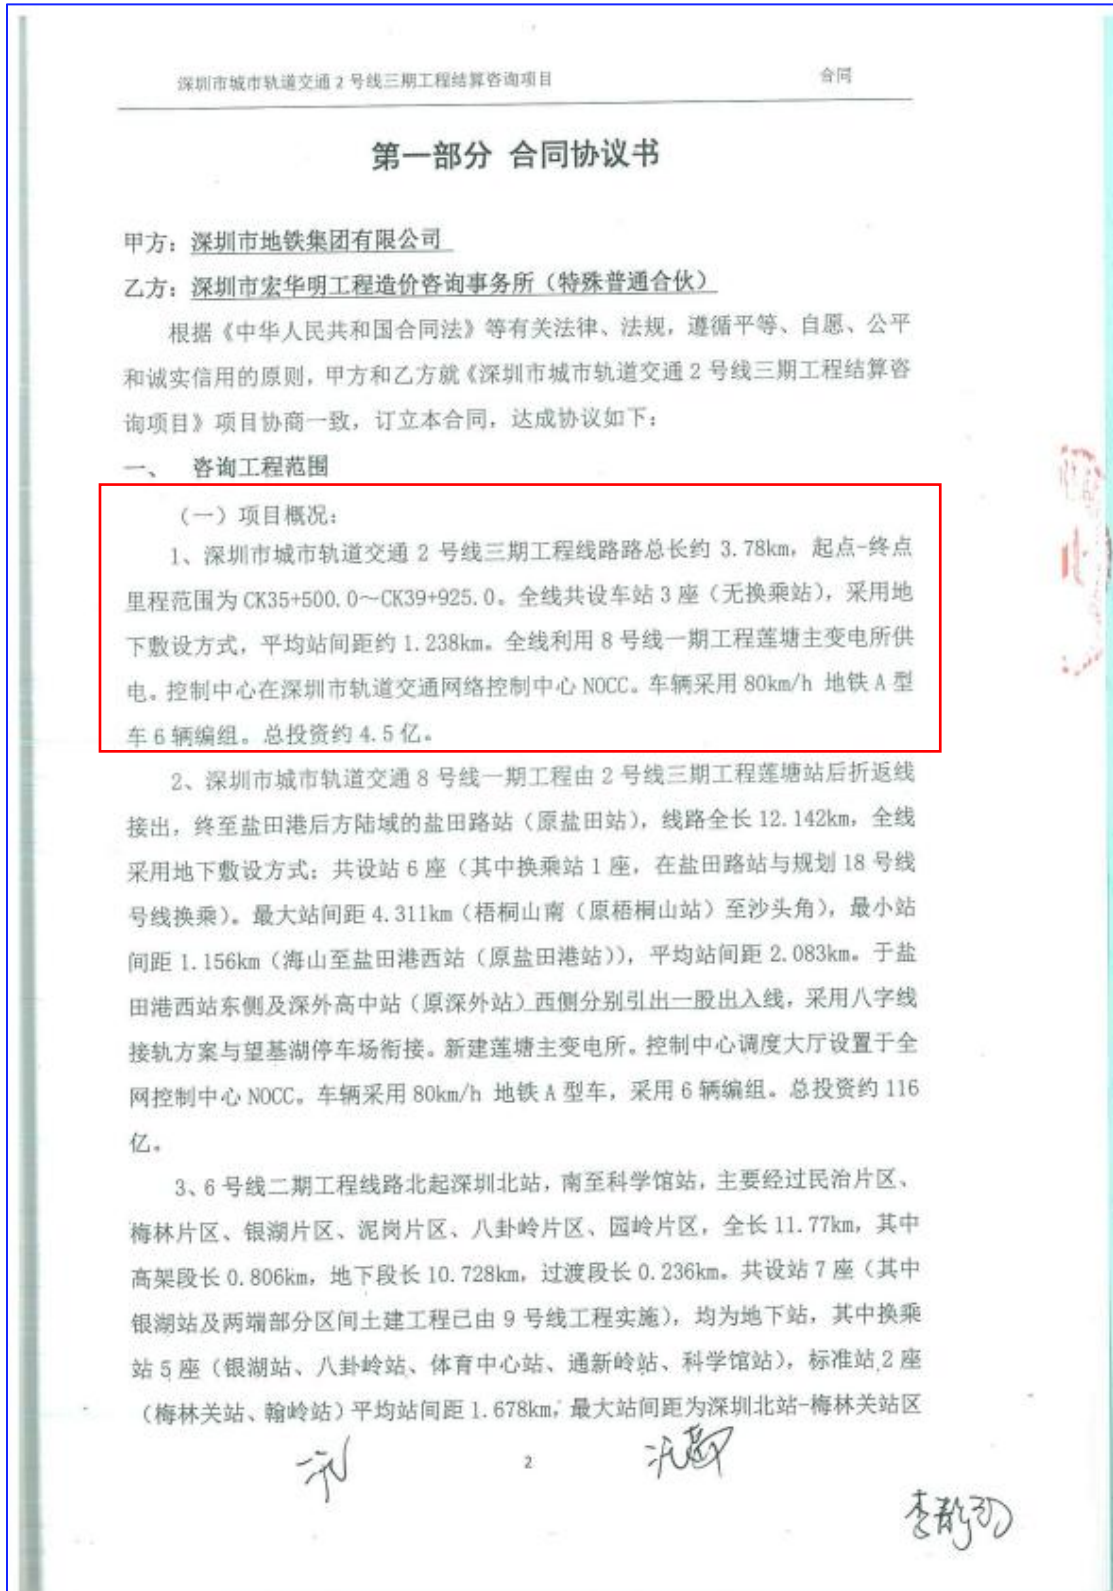 深圳市城市轨道交通2号线三期工程结算咨询项目 合同
第一部分 合同协议书
甲方：深圳市地铁集团有限公司
乙方：深圳市宏华明工程造价咨询事务所（特殊普通合伙）
根据《中华人民共和国合同法》等有关法律、法规，遵循平等、自愿、公平
和诚实信用的原则，甲方和乙方就《深圳市城市轨道交通2号线三期工程结算咨
询项目》项目协商一致，订立本合同，达成协议如下：
一、 咨询工程范围
（一）项目概况：
1、深圳市城市轨道交通2号线三期工程线路路总长约3.78km，起点-终点
里程范围为CK35+500.0～CK39+925.0。全线共设车站3座（无换乘站），采用地
下敷设方式，平均站间距约1.238km。全线利用8号线一期工程莲塘主变电所供
电。控制中心在深圳市轨道交通网络控制中心NOCC。车辆采用80km/h 地铁A型
车6辆编组。总投资约4.5亿。
2、深圳市城市轨道交通8号线一期工程由2号线三期工程莲塘站后折返线
接出，终至盐田港后方陆域的盐田路站（原盐田站），线路全长12.142km，全线
采用地下敷设方式；共设站6座（其中换乘站1座，在盐田路站与规划18号线
号线换乘）。最大站间距4.311km（梧桐山南（原梧桐山站）至沙头角），最小站
间距1.156km（海山至盐田港西站（原盐田港站）），平均站间距2.083km。于盐
田港西站东侧及深外高中站（原深外站）西侧分别引出一股出入线，采用八字线
接轨方案与望基湖停车场衔接。新建莲塘主变电所。控制中心调度大厅设置于全
网控制中心NOCC。车辆采用80km/h 地铁A型车，采用6辆编组。总投资约116
亿。
3、6号线二期工程线路北起深圳北站，南至科学馆站，主要经过民治片区、
梅林片区、银湖片区、泥岗片区、八卦岭片区、园岭片区，全长11.77km，其中
高架段长0.806km，地下段长10.728km，过渡段长0.236km。共设站7座（其中
银湖站及两端部分区间土建工程已由9号线工程实施），均为地下站，其中换乘
站5座（银湖站、八卦岭站、体育中心站、通新岭站、科学馆站），标准站2座
（梅林关站、翰岭站）平均站间距1.678km，最大站间距为深圳北站-梅林关站区
2